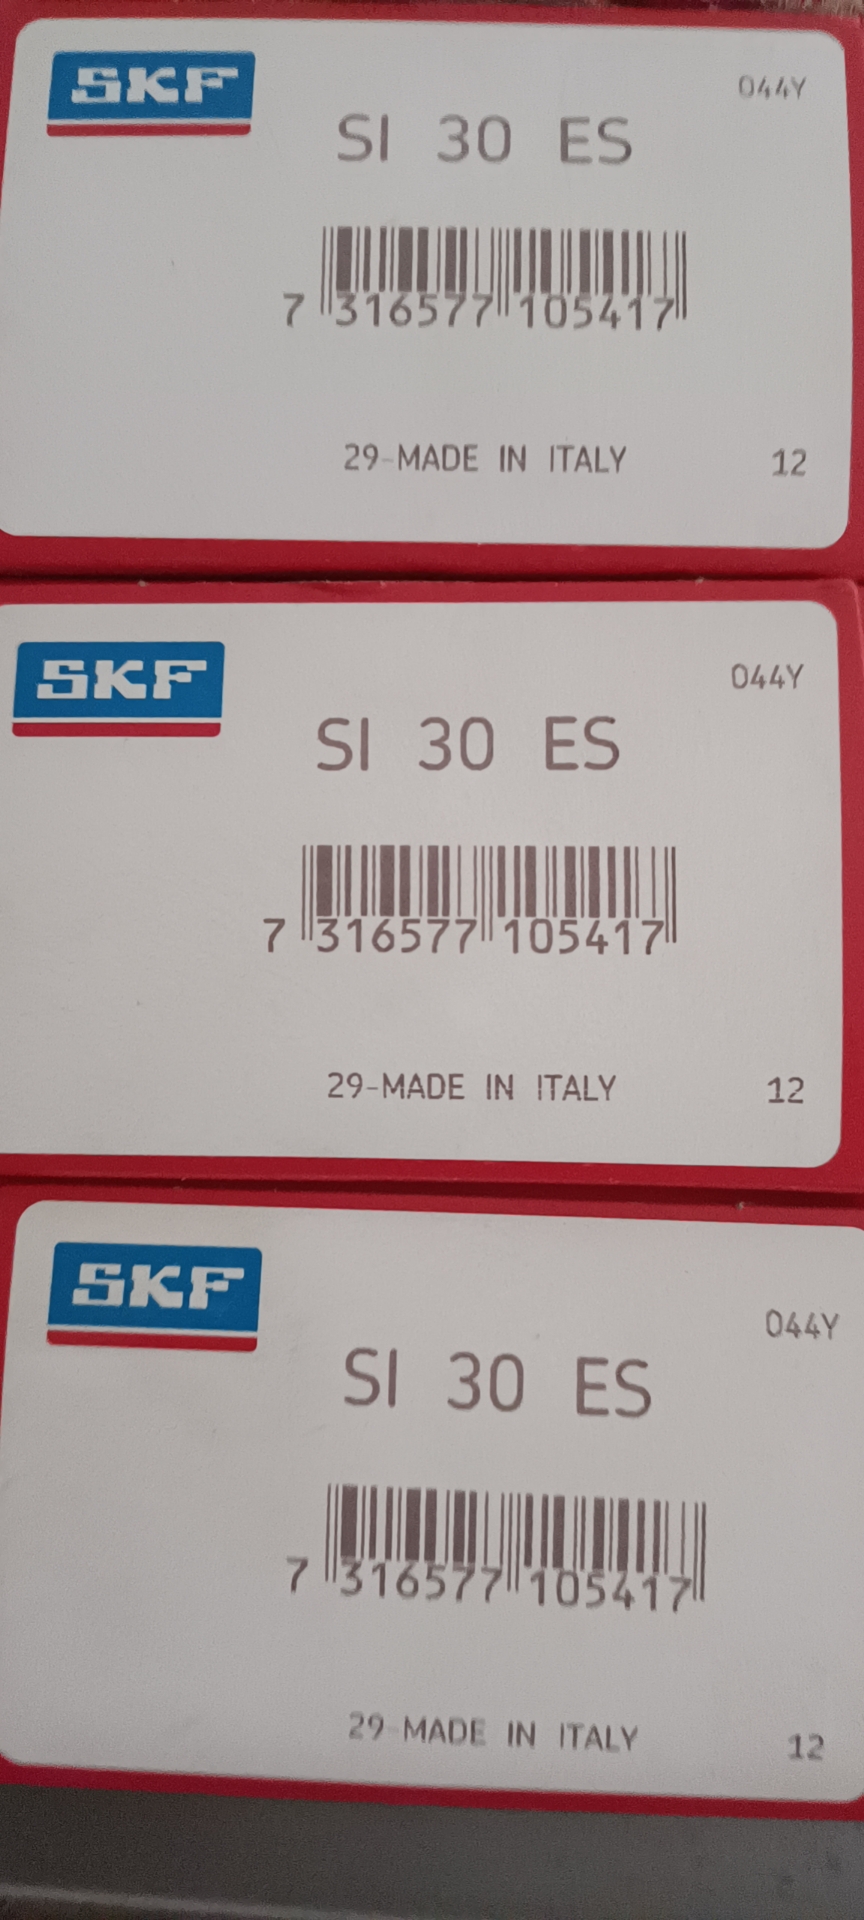 SKF
044Y
SI 30 ES
7 316577 105417
29-MADE IN ITALY 12
SKF
044Y
SI 30 ES
7 316577 105417
29-MADE IN ITALY 12
SKF
044Y
SI 30 ES
7 316577 105417
29-MADE IN ITALY 12